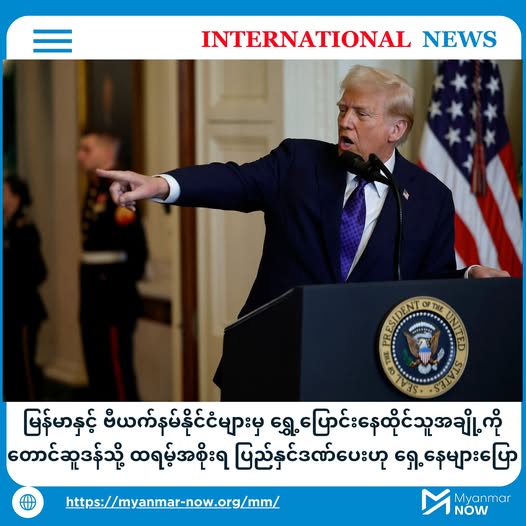 INTERNATIONAL NEWS
SEAL OF THE PRESIDENT OF THE UNITED STATES
မြန်မာနှင့် ဗီယက်နမ်နိုင်ငံများမှ ရွှေ့ပြောင်းနေထိုင်သူအချို့ကို
တောင်ဆူဒန်သို့ ထရမ့်အစိုးရ ပြည်နှင်ဒဏ်ပေးဟု ရှေ့နေများပြော
https://myanmar-now.org/mm/
Myanmar
NOW